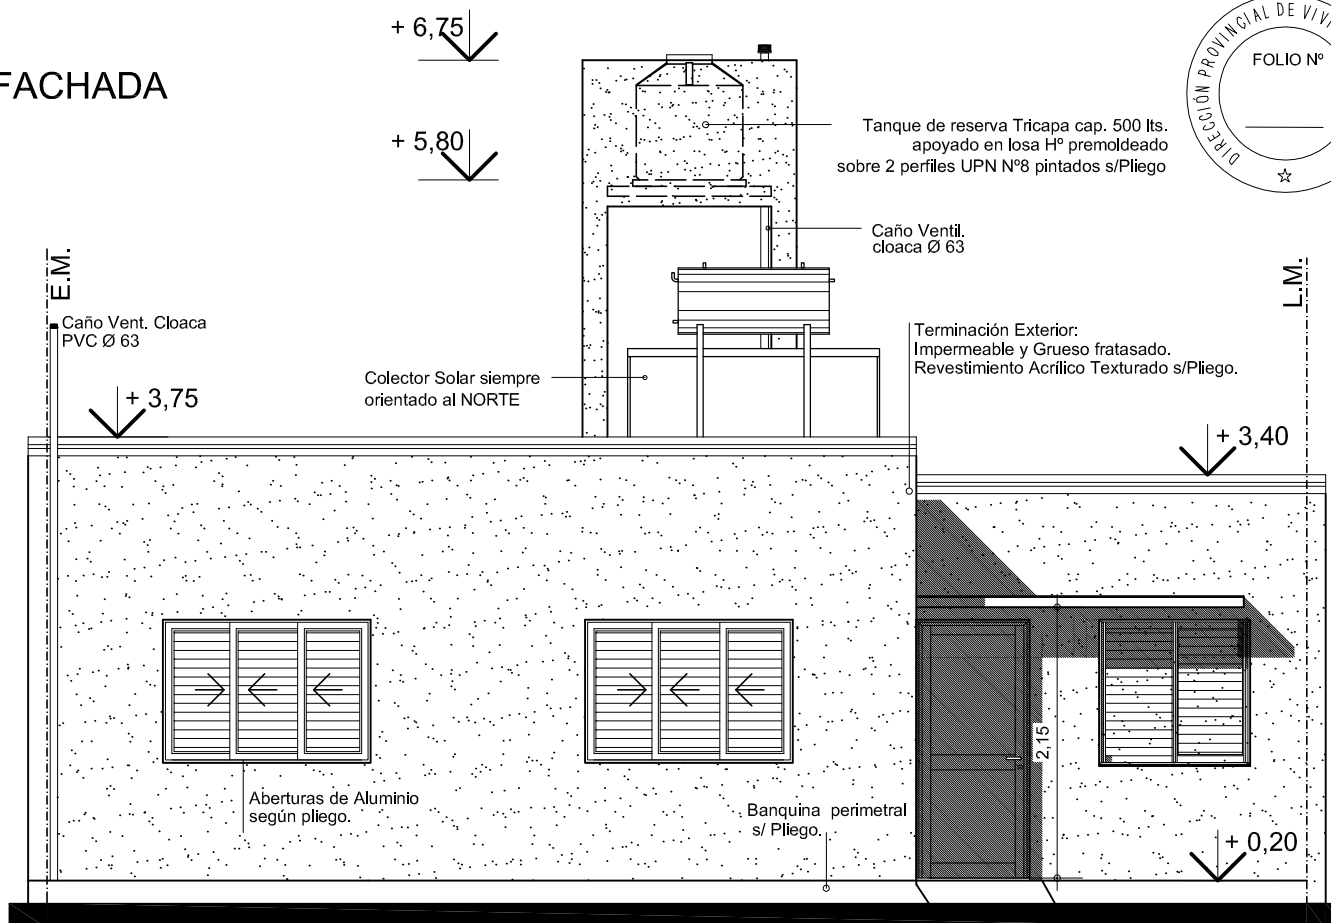 FACHADA
+ 6,75
+ 5,80
DIRECCIÓN PROVINCIAL DE
FOLIO Nº
Tanque de reserva Tricapa cap. 500 lts.
apoyado en losa Hº premoldeado
sobre 2 perfiles UPN Nº8 pintados s/Pliego
Caño Ventil.
cloaca Ø 63
E.M.
L.M.
Caño Vent. Cloaca
PVC Ø 63
Terminación Exterior:
Impermeable y Grueso fratasado.
Revestimiento Acrílico Texturado s/Pliego.
Colector Solar siempre
orientado al NORTE
+ 3,75
+ 3,40
2,15
Aberturas de Aluminio
según pliego.
Banquina perimetral
s/ Pliego.
+ 0,20